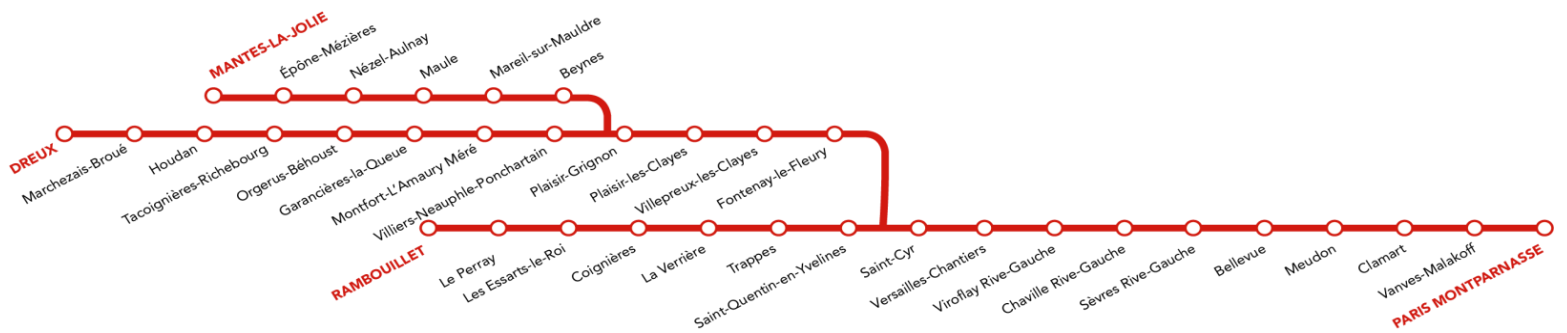 MANTES-LA-JOLIE
Épône-Mézières
Nézel-Aulnay
Maule
Mareil-sur-Mauldre
Beynes
DREUX
Marchezais-Broué
Houdan
Tacoignières-Richebourg
Orgerus-Béhoust
Garancières-la-Queue
Montfort-L'Amaury Méré
Villiers-Neauphle-Ponchartain
Plaisir-Grignon
Plaisir-les-Clayes
Villepreux-les-Clayes
Fontenay-le-Fleury
RAMBOUILLET
Le Perray
Les Essarts-le-Roi
Coignières
La Verrière
Trappes
Saint-Quentin-en-Yvelines
Saint-Cyr
Versailles-Chantiers
Viroflay Rive-Gauche
Chaville Rive-Gauche
Sèvres Rive-Gauche
Bellevue
Meudon
Clamart
Vanves-Malakoff
PARIS MONTPARNASSE